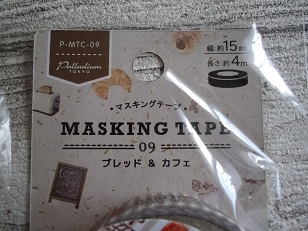 P-MTC-09
Palladium
TOKYO
幅:約15mm
長さ:約4m
・マスキングテープ・
MASKING TAPE
09
ブレッド & カフェ